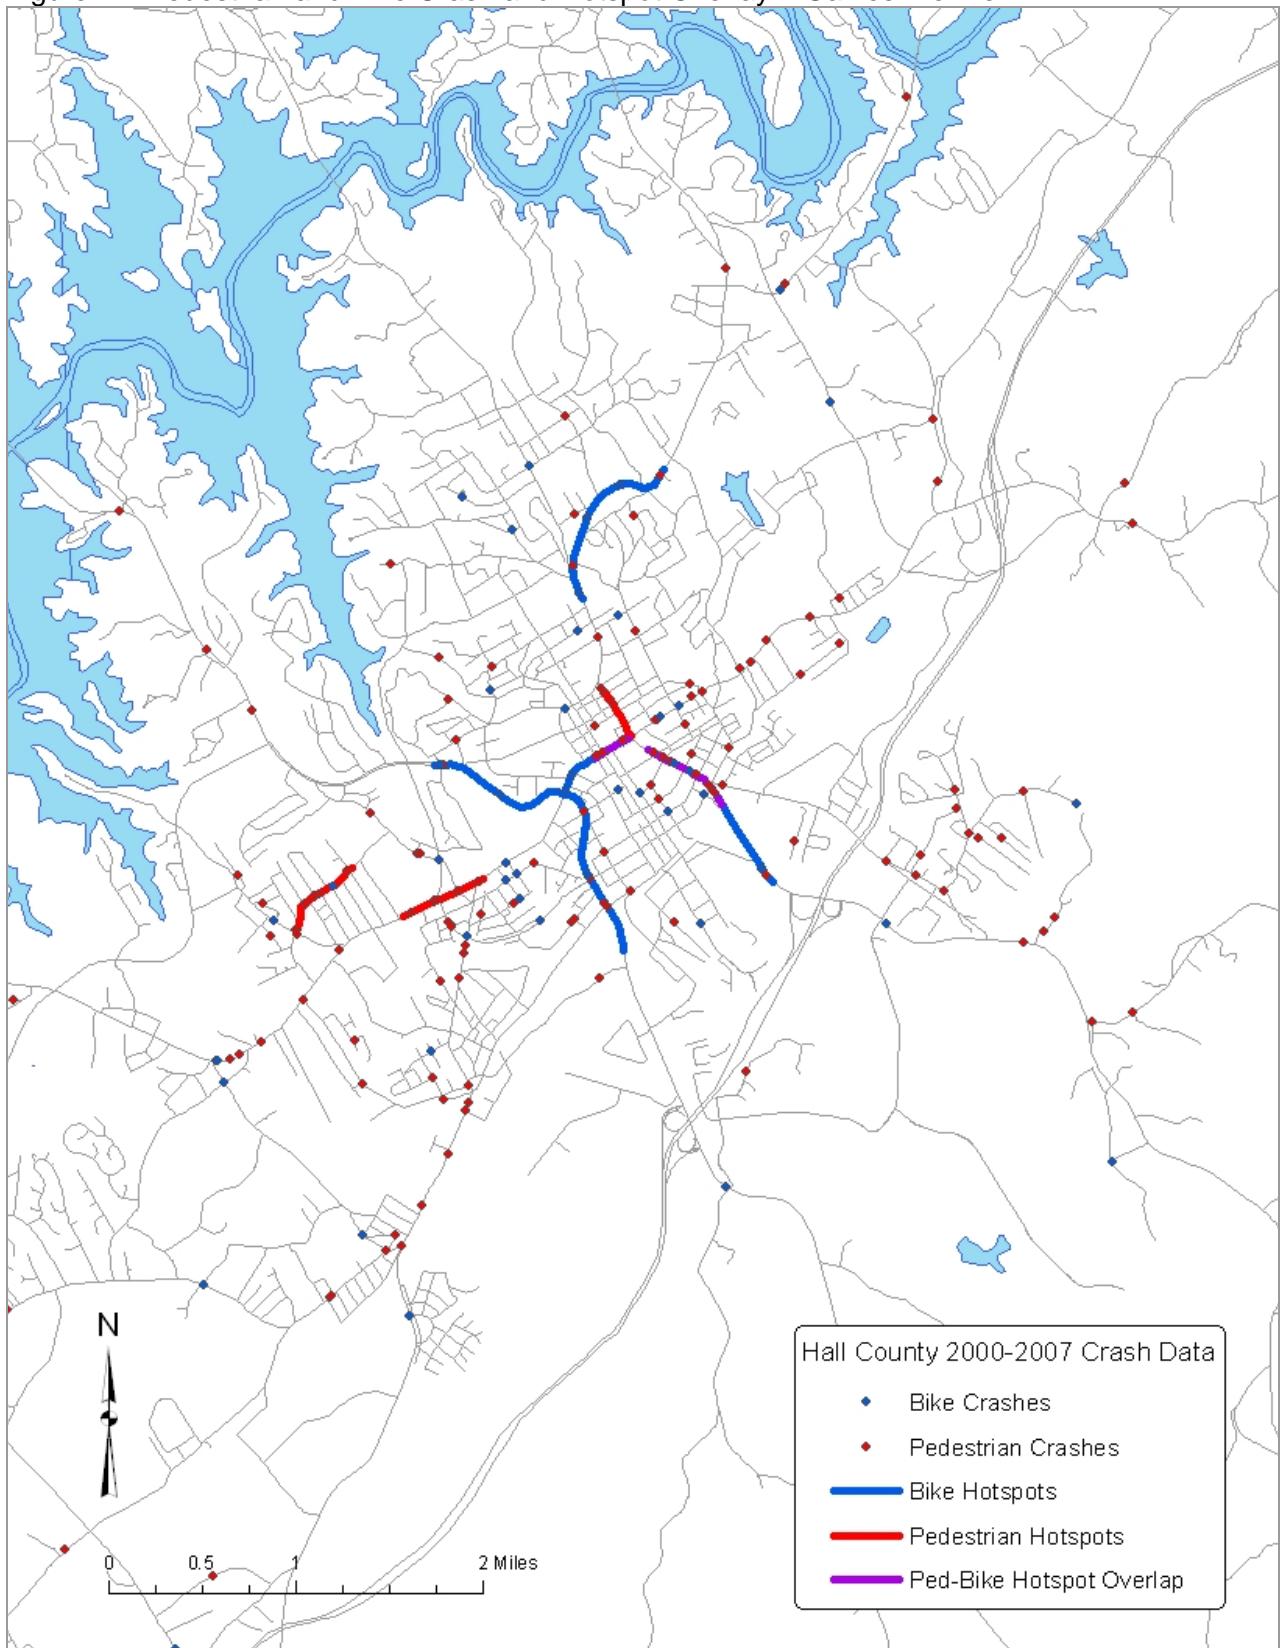 N
Hall County 2000-2007 Crash Data
Bike Crashes
Pedestrian Crashes
Bike Hotspots
Pedestrian Hotspots
Ped-Bike Hotspot Overlap
0 0.5 1 2 Miles